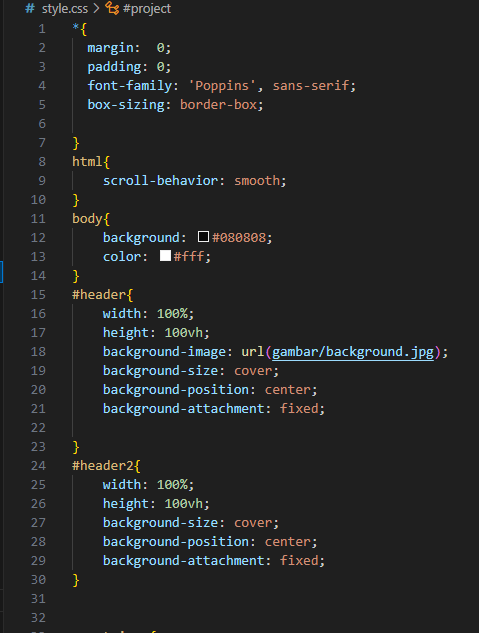 # style.css > #project
1 *{
2 margin:  0;
3 padding: 0;
4 font-family: 'Poppins', sans-serif;
5 box-sizing: border-box;
6
7 }
8 html{
9 scroll-behavior: smooth;
10 }
11 body{
12 background: #080808;
13 color: #fff;
14 }
15 #header{
16 width: 100%;
17 height: 100vh;
18 background-image: url(gambar/background.jpg);
19 background-size: cover;
20 background-position: center;
21 background-attachment: fixed;
22
23 }
24 #header2{
25 width: 100%;
26 height: 100vh;
27 background-size: cover;
28 background-position: center;
29 background-attachment: fixed;
30 }
31
32